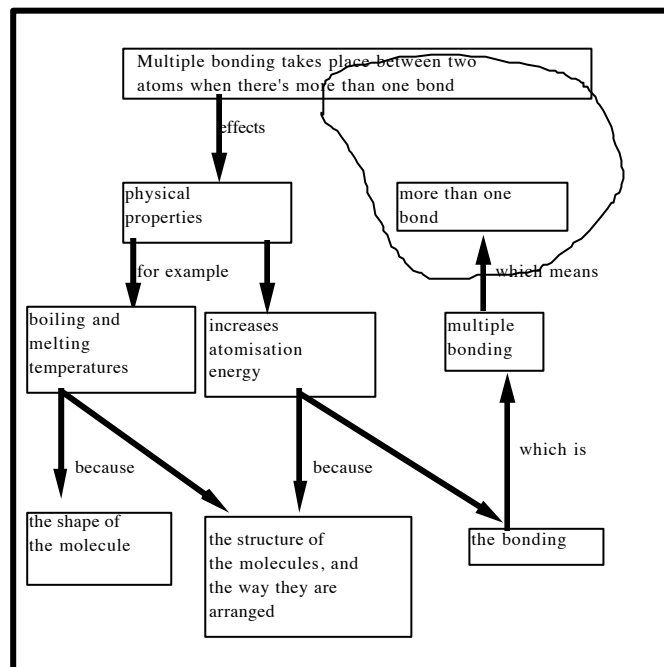 Multiple bonding takes place between two
atoms when there's more than one bond
effects
physical
properties
more than one
bond
for example
which means
boiling and
melting
temperatures
increases
atomisation
energy
multiple
bonding
because
because
which is
the shape of
the molecule
the structure of
the molecules, and
the way they are
arranged
the bonding